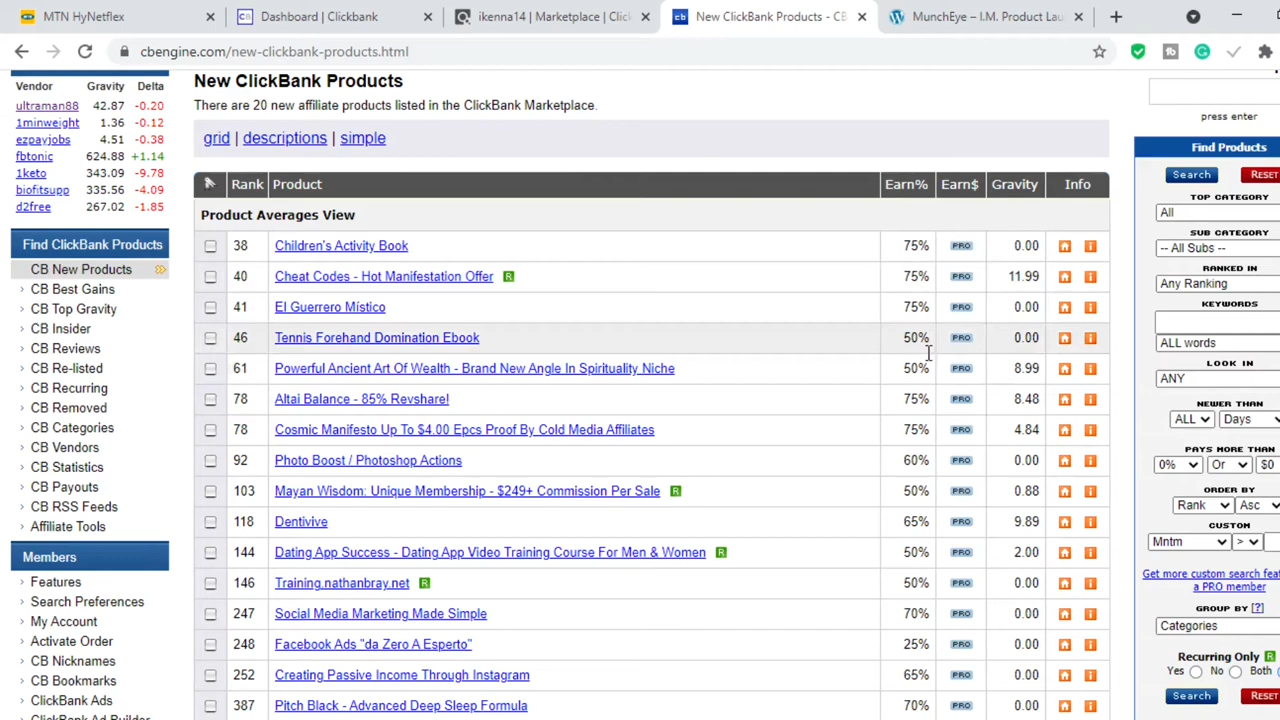 MTN HyNetflex
Dashboard | Clickbank
ikenna14 | Marketplace | Click
New ClickBank Products - CB
MunchEye – I.M. Product Lau
cbengine.com/new-clickbank-products.html
Vendor Gravity Delta
ultraman88 42.87 -0.20
1minweight 1.36 -0.12
ezpayjobs 4.51 -0.38
fbtonic 624.88 +1.14
1keto 343.09 -9.78
biofitsupp 335.56 -4.09
d2free 267.02 -1.85
Find ClickBank Products
CB New Products
CB Best Gains
CB Top Gravity
CB Insider
CB Reviews
CB Re-listed
CB Recurring
CB Removed
CB Categories
CB Vendors
CB Statistics
CB Payouts
CB RSS Feeds
Affiliate Tools
Members
Features
Search Preferences
My Account
Activate Order
CB Nicknames
CB Bookmarks
ClickBank Ads
ClickBank Ad Builder
New ClickBank Products
There are 20 new affiliate products listed in the ClickBank Marketplace.
grid | descriptions | simple
Rank Product Earn% Earn$ Gravity Info
Product Averages View
38 Children's Activity Book 75% PRO 0.00
40 Cheat Codes - Hot Manifestation Offer R 75% PRO 11.99
41 El Guerrero Místico 75% PRO 0.00
46 Tennis Forehand Domination Ebook 50% PRO 0.00
61 Powerful Ancient Art Of Wealth - Brand New Angle In Spirituality Niche 50% PRO 8.99
78 Altai Balance - 85% Revshare! 75% PRO 8.48
78 Cosmic Manifesto Up To $4.00 Epcs Proof By Cold Media Affiliates 75% PRO 4.84
92 Photo Boost / Photoshop Actions 60% PRO 0.00
103 Mayan Wisdom: Unique Membership - $249+ Commission Per Sale R 50% PRO 0.88
118 Dentivive 65% PRO 9.89
144 Dating App Success - Dating App Video Training Course For Men & Women R 50% PRO 2.00
146 Training.nathanbray.net R 50% PRO 0.00
247 Social Media Marketing Made Simple 70% PRO 0.00
248 Facebook Ads "da Zero A Esperto" 25% PRO 0.00
252 Creating Passive Income Through Instagram 65% PRO 0.00
387 Pitch Black - Advanced Deep Sleep Formula 70% PRO 0.00
press enter
Find Products
Search RESET
TOP CATEGORY
All
SUB CATEGORY
-- All Subs --
RANKED IN
Any Ranking
KEYWORDS
ALL words
LOOK IN
ANY
NEWER THAN
ALL Days
PAYS MORE THAN
0% Or $0
ORDER BY
Rank Asc
CUSTOM
Mntm >
Get more custom search fea
a PRO member
GROUP BY [?]
Categories
Recurring Only R
Yes No Both
Search RESET